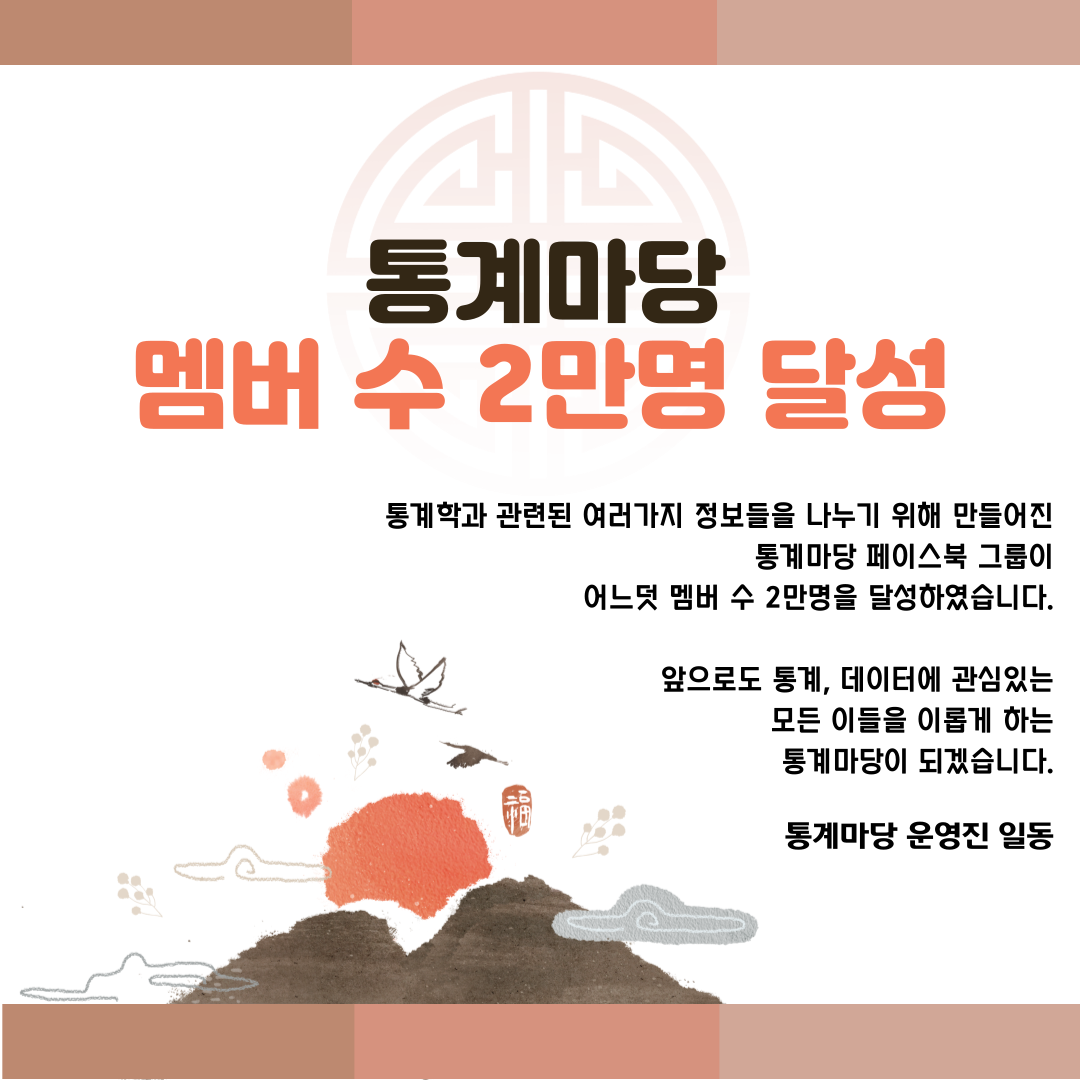 통계마당
멤버 수 2만명 달성
통계학과 관련된 여러가지 정보들을 나누기 위해 만들어진
통계마당 페이스북 그룹이
어느덧 멤버 수 2만명을 달성하였습니다.
앞으로도 통계, 데이터에 관심있는
모든 이들을 이롭게 하는
통계마당이 되겠습니다.
福
통계마당 운영진 일동